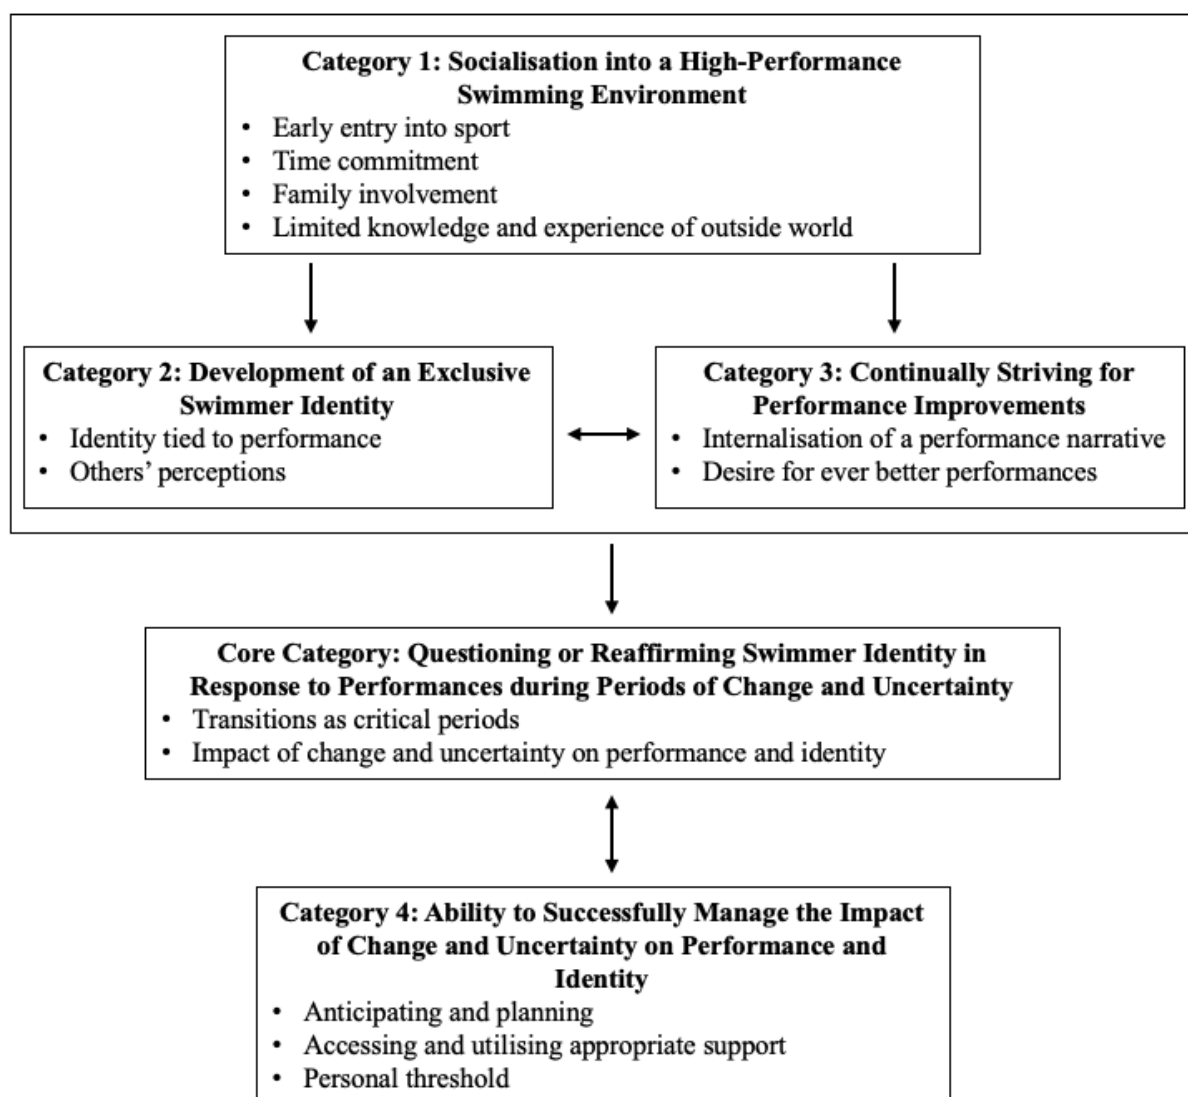 Category 1: Socialisation into a High-Performance
Swimming Environment
• Early entry into sport
• Time commitment
• Family involvement
• Limited knowledge and experience of outside world
Category 2: Development of an Exclusive
Swimmer Identity
• Identity tied to performance
• Others’ perceptions
Category 3: Continually Striving for
Performance Improvements
• Internalisation of a performance narrative
• Desire for ever better performances
Core Category: Questioning or Reaffirming Swimmer Identity in
Response to Performances during Periods of Change and Uncertainty
• Transitions as critical periods
• Impact of change and uncertainty on performance and identity
Category 4: Ability to Successfully Manage the Impact
of Change and Uncertainty on Performance and
Identity
• Anticipating and planning
• Accessing and utilising appropriate support
• Personal threshold